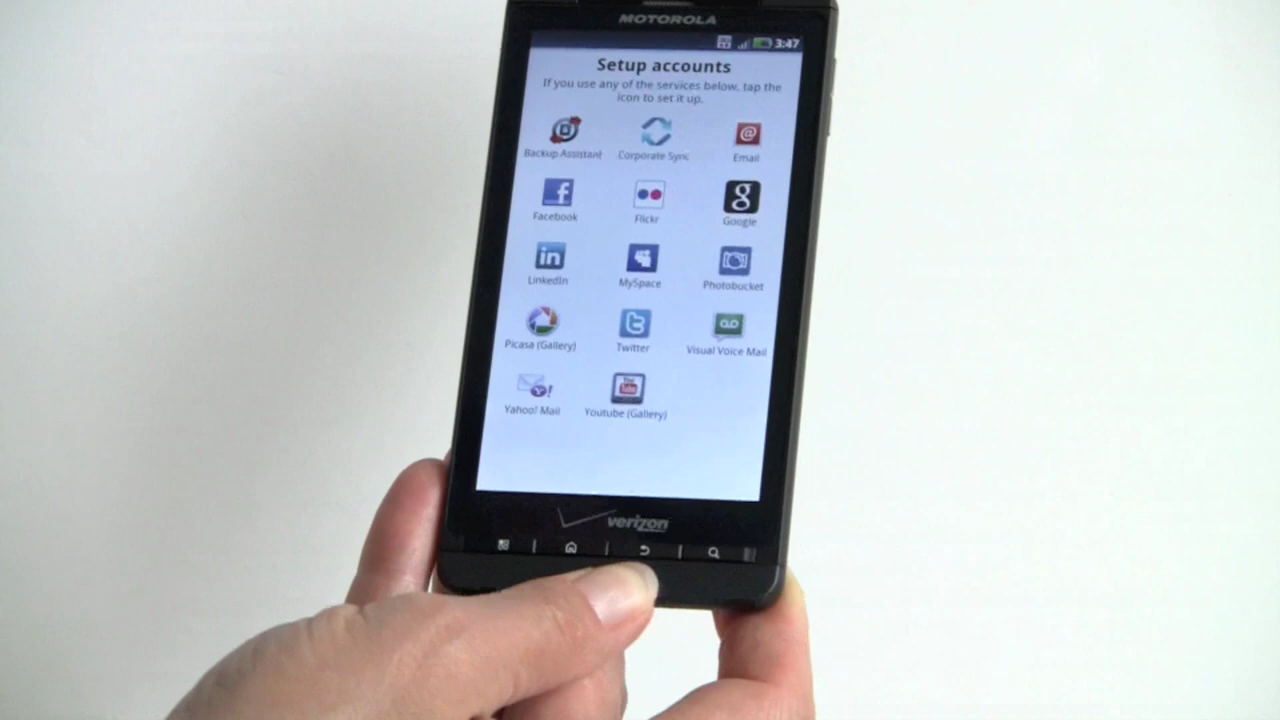 MOTOROLA
3:47
Setup accounts
If you use any of the services below, tap the
icon to set it up.
Backup Assistant Corporate Sync Email
Facebook Flickr Google
LinkedIn MySpace Photobucket
Picasa (Gallery) Twitter Visual Voice Mail
Yahoo! Mail Youtube (Gallery)
verizon